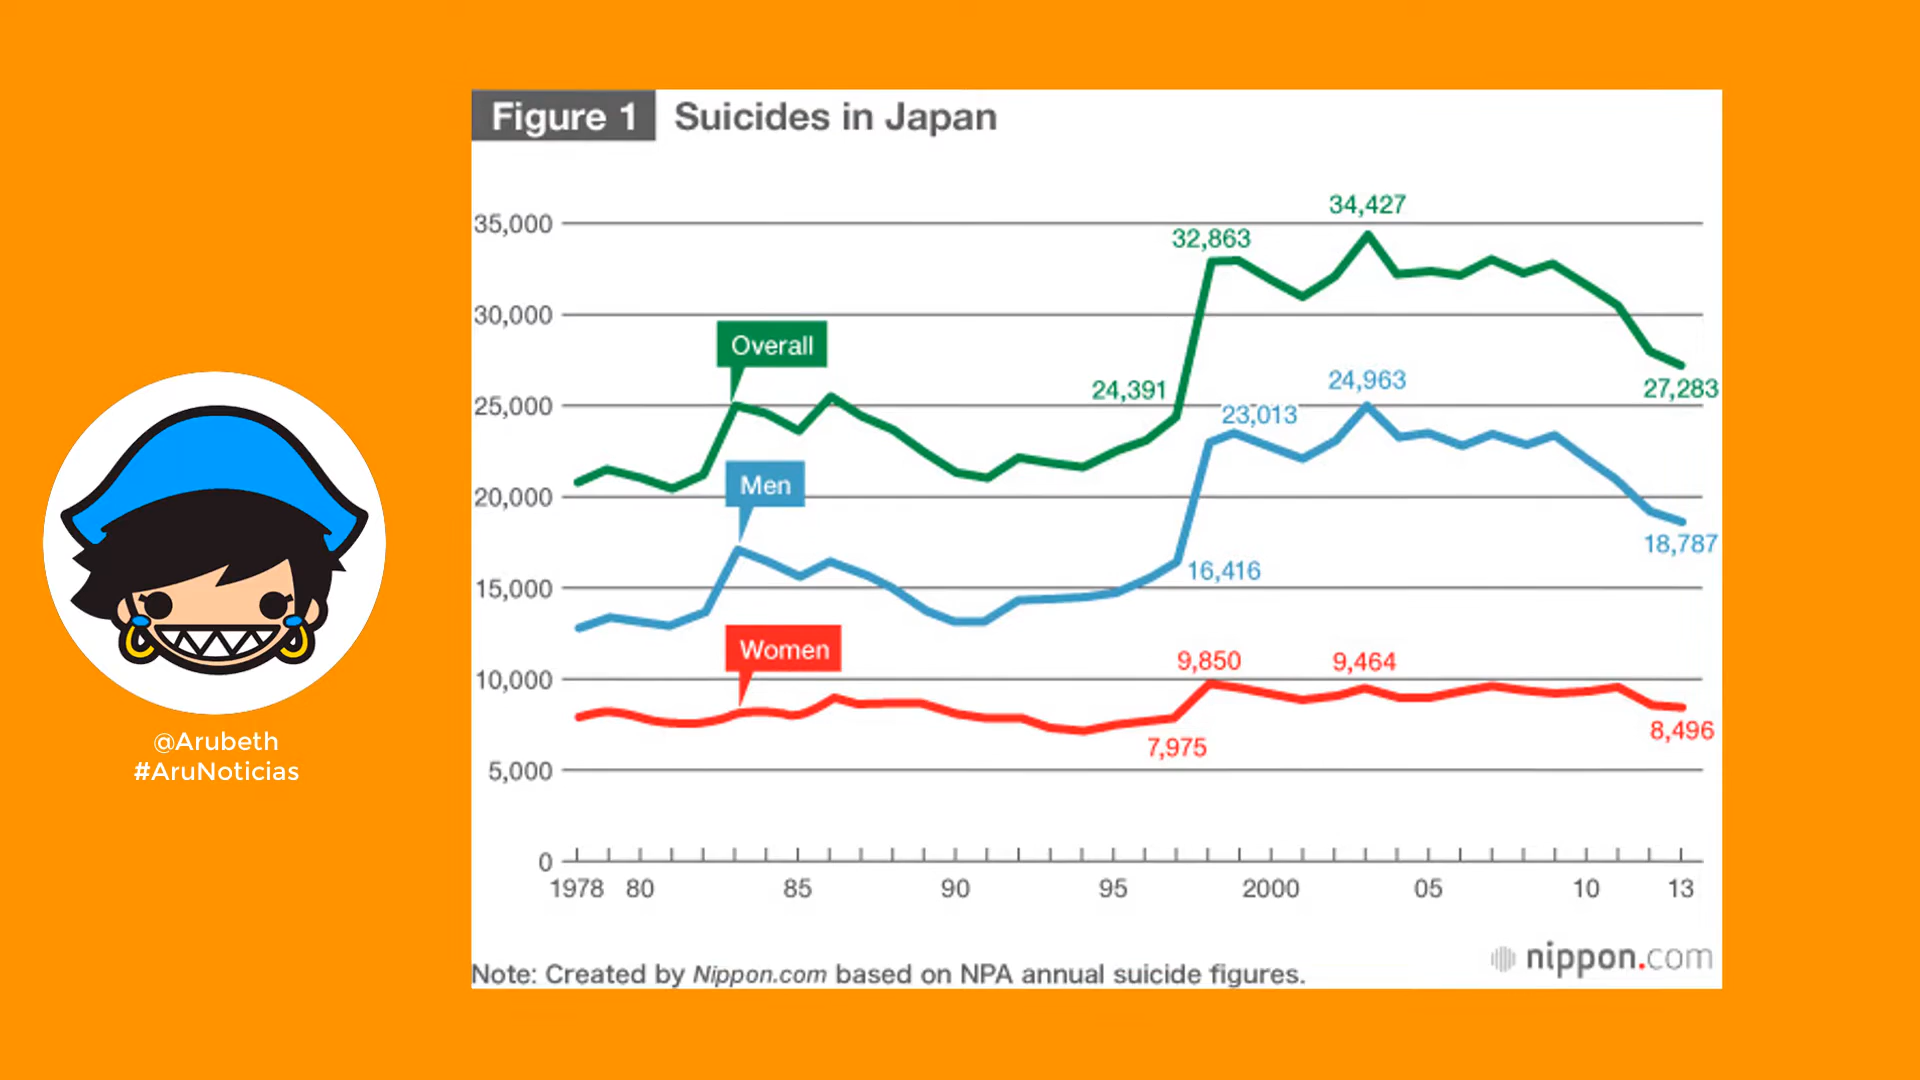 Figure 1 Suicides in Japan
34,427
35,000
32,863
30,000
Overall
24,963
24,391
27,283
25,000
23,013
Men
20,000
18,787
16,416
15,000
Women
9,850
9,464
10,000
8,496
7,975
5,000
0
1978 80 85 90 95 2000 05 10 13
nippon.com
Note: Created by Nippon.com based on NPA annual suicide figures.
@Arubeth
#AruNoticias